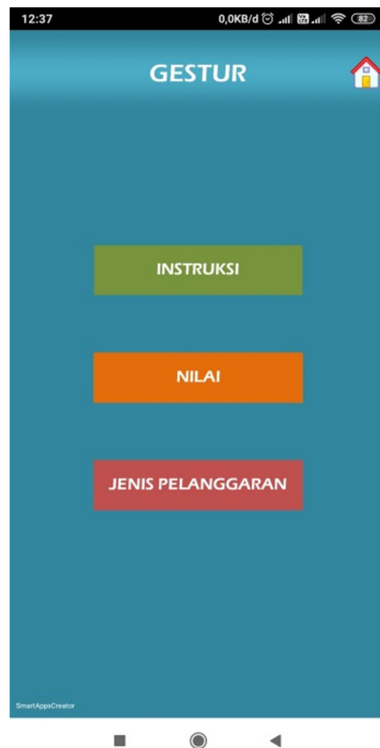 12:37 0,0KB/d 82
GESTUR
INSTRUKSI
NILAI
JENIS PELANGGARAN
SmartAppsCreator